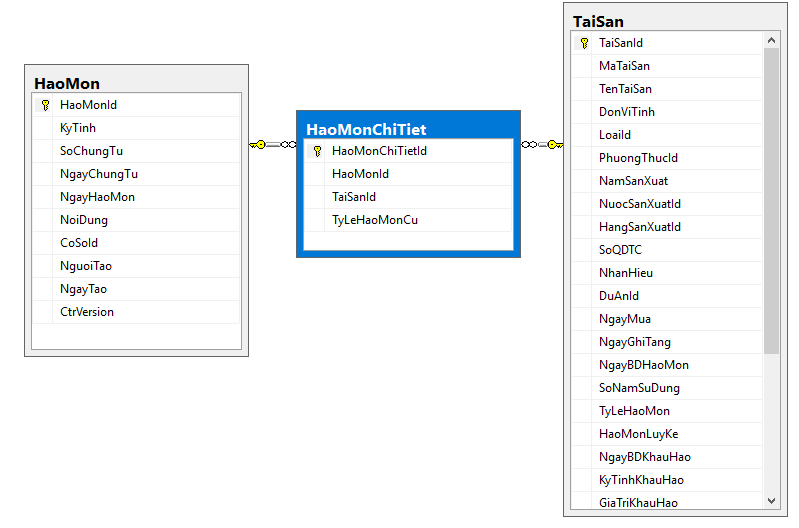 HaoMon
HaoMonId
KyTinh
SoChungTu
NgayChungTu
NgayHaoMon
NoiDung
CoSoId
NguoiTao
NgayTao
CtrVersion
HaoMonChiTiet
HaoMonChiTietId
HaoMonId
TaiSanId
TyLeHaoMonCu
TaiSan
TaiSanId
MaTaiSan
TenTaiSan
DonViTinh
LoaiId
PhuongThucId
NamSanXuat
NuocSanXuatId
HangSanXuatId
SoQDTC
NhanHieu
DuAnId
NgayMua
NgayGhiTang
NgayBDHaoMon
SoNamSuDung
TyLeHaoMon
HaoMonLuyKe
NgayBDKhauHao
KyTinhKhauHao
GiaTriKhauHao